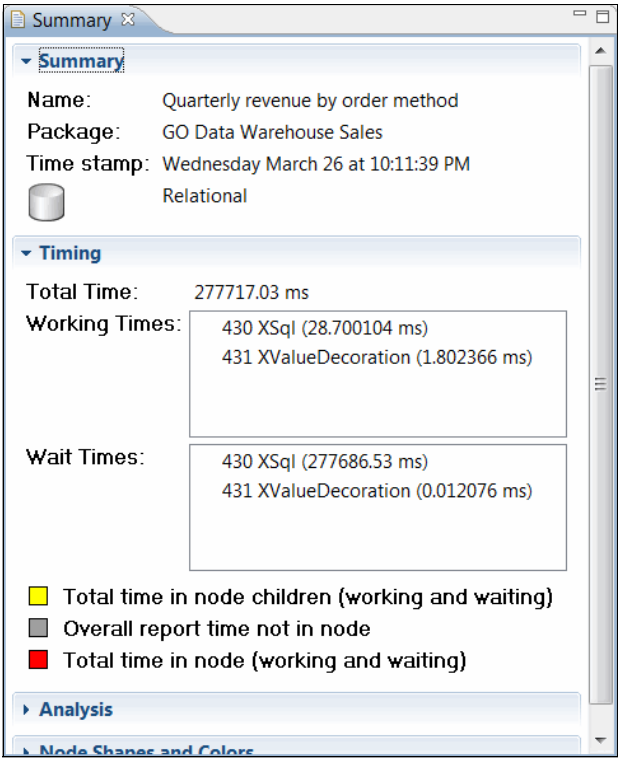 Summary
Summary
Name: Quarterly revenue by order method
Package: GO Data Warehouse Sales
Time stamp: Wednesday March 26 at 10:11:39 PM
Relational
Timing
Total Time: 277717.03 ms
Working Times: 430 XSql (28.700104 ms)
431 XValueDecoration (1.802366 ms)
Wait Times: 430 XSql (277686.53 ms)
431 XValueDecoration (0.012076 ms)
Total time in node children (working and waiting)
Overall report time not in node
Total time in node (working and waiting)
Analysis
Node Shapes and Colors